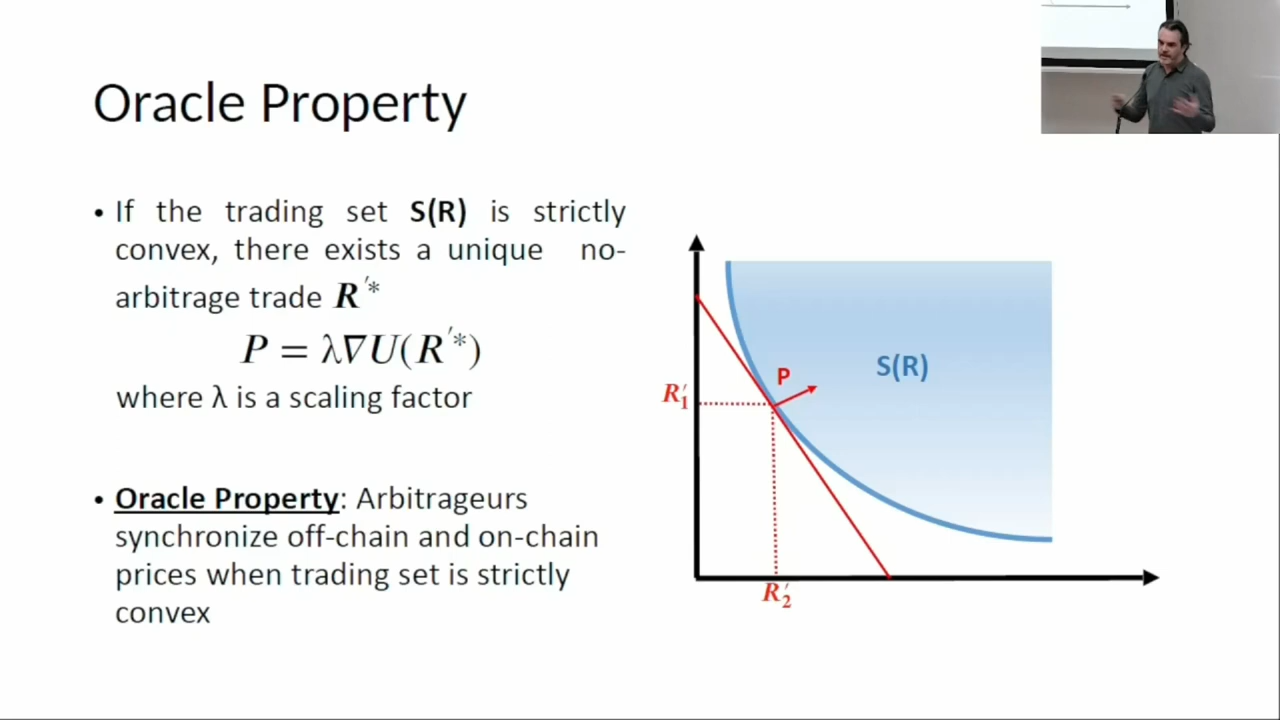 Oracle Property
• If the trading set S(R) is strictly
convex, there exists a unique no-
arbitrage trade R′*
P = λ∇U(R′*)
where λ is a scaling factor
• Oracle Property: Arbitrageurs
synchronize off-chain and on-chain
prices when trading set is strictly
convex
P
S(R)
R′₁
R′₂